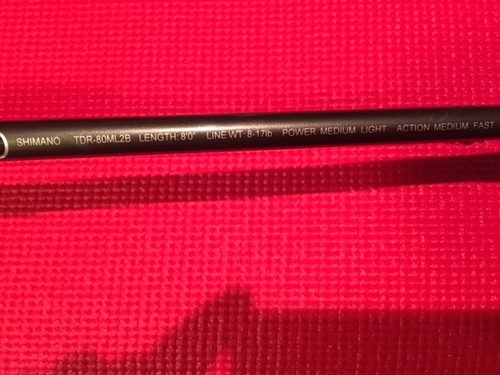 SHIMANO TDR-80ML2B LENGTH: 8'0" LINE WT 8-17lb POWER MEDIUM LIGHT ACTION MEDIUM FAST